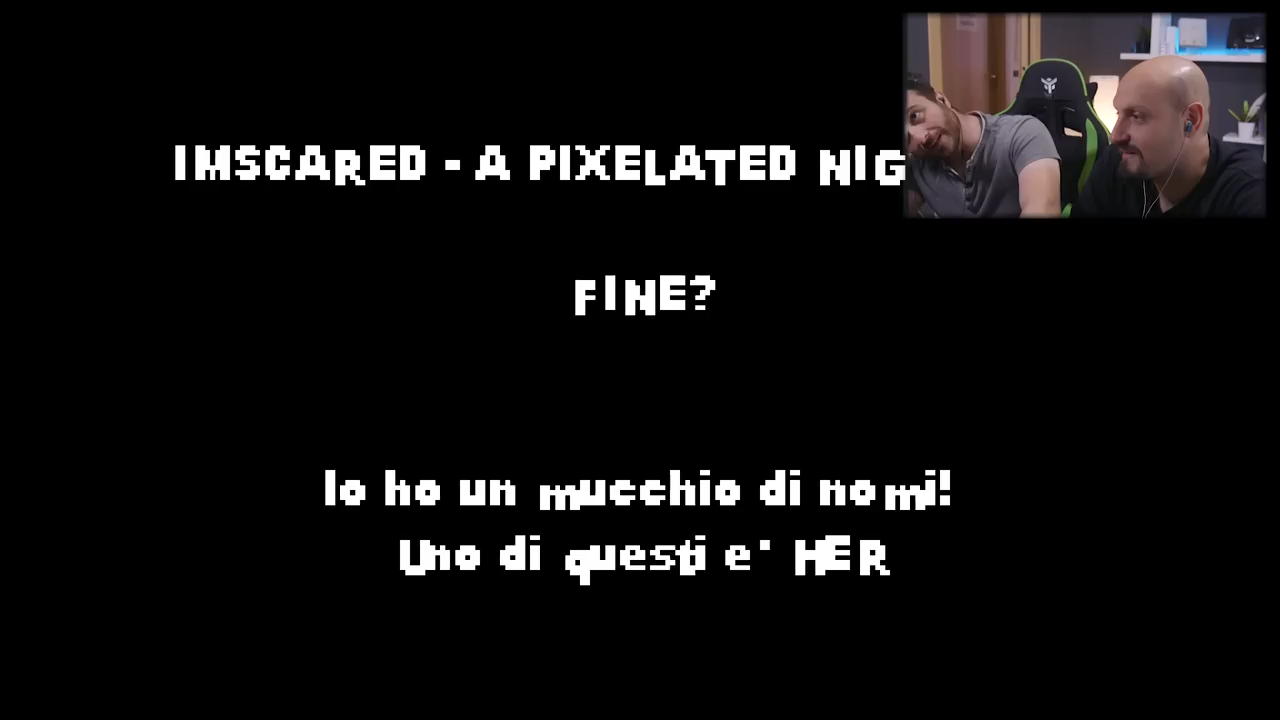 IMSCARED - A PIXELATED NIG
FINE?
Io ho un mucchio di nomi!
Uno di questi e' HER